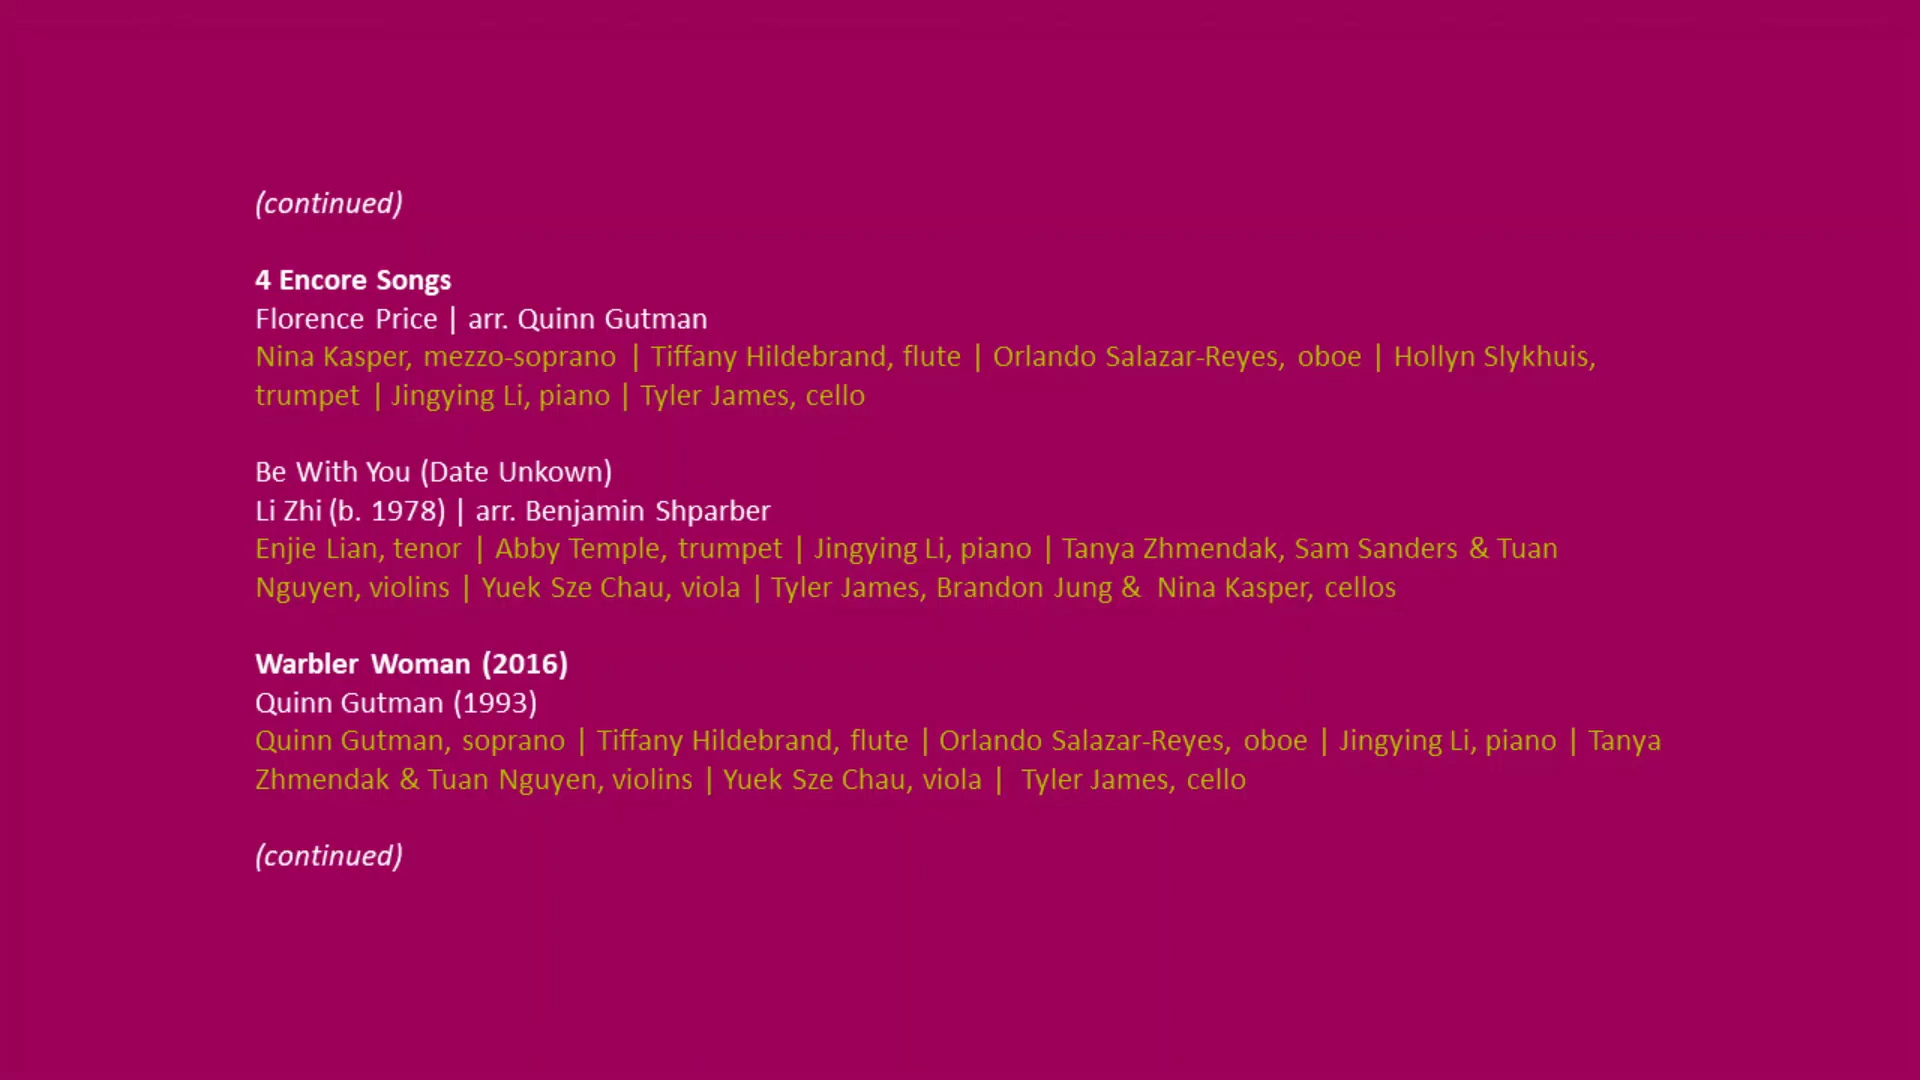 (continued)
4 Encore Songs
Florence Price | arr. Quinn Gutman
Nina Kasper, mezzo-soprano | Tiffany Hildebrand, flute | Orlando Salazar-Reyes, oboe | Hollyn Slykhuis,
trumpet | Jingying Li, piano | Tyler James, cello
Be With You (Date Unkown)
Li Zhi (b. 1978) | arr. Benjamin Shparber
Enjie Lian, tenor | Abby Temple, trumpet | Jingying Li, piano | Tanya Zhmendak, Sam Sanders & Tuan
Nguyen, violins | Yuek Sze Chau, viola | Tyler James, Brandon Jung & Nina Kasper, cellos
Warbler Woman (2016)
Quinn Gutman (1993)
Quinn Gutman, soprano | Tiffany Hildebrand, flute | Orlando Salazar-Reyes, oboe | Jingying Li, piano | Tanya
Zhmendak & Tuan Nguyen, violins | Yuek Sze Chau, viola | Tyler James, cello
(continued)